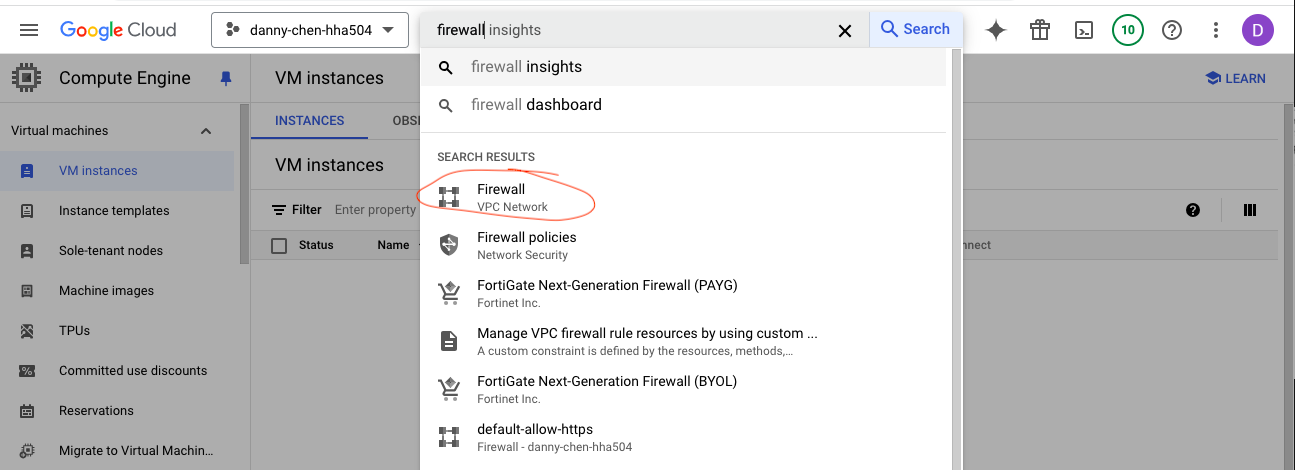 Google Cloud
danny-chen-hha504
firewall insights
Search
10
D
Compute Engine
VM instances
LEARN
firewall insights
firewall dashboard
Virtual machines
INSTANCES
OBS
VM instances
VM instances
SEARCH RESULTS
Instance templates
Filter Enter property
Firewall
VPC Network
Sole-tenant nodes
Status
Name
Firewall policies
Network Security
nnect
Machine images
FortiGate Next-Generation Firewall (PAYG)
Fortinet Inc.
TPUs
Manage VPC firewall rule resources by using custom ...
A custom constraint is defined by the resources, methods,...
Committed use discounts
FortiGate Next-Generation Firewall (BYOL)
Fortinet Inc.
Reservations
default-allow-https
Firewall - danny-chen-hha504
Migrate to Virtual Machin...